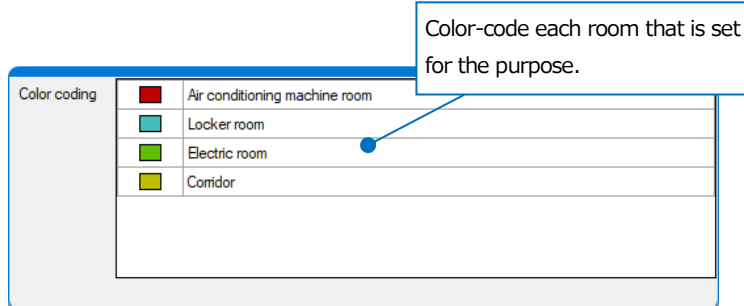 Color-code each room that is set
for the purpose.
Color coding
Air conditioning machine room
Locker room
Electric room
Corridor